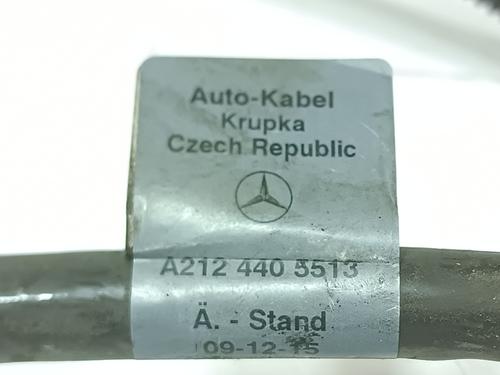 Auto-Kabel
Krupka
Czech Republic
A212 440 5513
Ä. - Stand
09-12-15